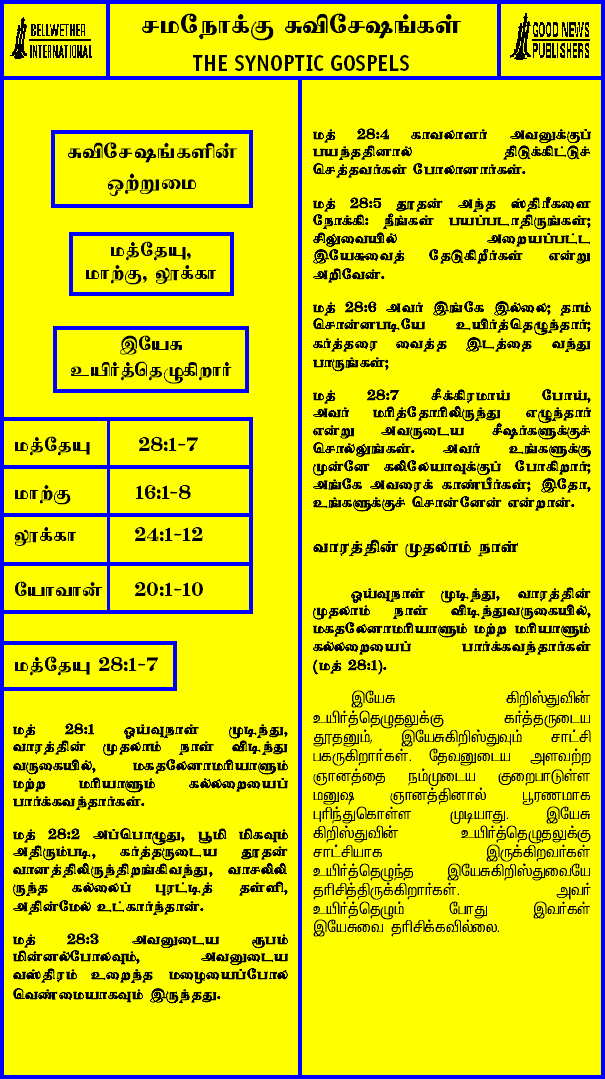 BELLWETHER
INTERNATIONAL
சமநோக்கு சுவிசேஷங்கள்
THE SYNOPTIC GOSPELS
GOOD NEWS
PUBLISHERS
சுவிசேஷங்களின்
ஒற்றுமை
மத்தேயு,
மாற்கு, லூக்கா
இயேசு
உயிர்த்தெழுகிறார்
மத்தேயு 28:1-7
மாற்கு 16:1-8
லூக்கா 24:1-12
யோவான் 20:1-10
மத்தேயு 28:1-7
மத் 28:1 ஓய்வுநாள் முடிந்து,
வாரத்தின் முதலாம் நாள் விடிந்து
வருகையில், மகதலேனாமரியாளும்
மற்ற மரியாளும் கல்லறையைப்
பார்க்கவந்தார்கள்.
மத் 28:2 அப்பொழுது, பூமி மிகவும்
அதிரும்படி, கர்த்தருடைய தூதன்
வானத்திலிருந்திறங்கிவந்து, வாசலிலி
ருந்த கல்லைப் புரட்டித் தள்ளி,
அதின்மேல் உட்கார்ந்தான்.
மத் 28:3 அவனுடைய ரூபம்
மின்னல்போலவும், அவனுடைய
வஸ்திரம் உறைந்த மழையைப்போல
வெண்மையாகவும் இருந்தது.
மத் 28:4 காவலாளர் அவனுக்குப்
பயந்ததினால் திடுக்கிட்டுச்
செத்தவர்கள் போலானார்கள்.
மத் 28:5 தூதன் அந்த ஸ்திரீகளை
நோக்கி: நீங்கள் பயப்படாதிருங்கள்;
சிலுவையில் அறையப்பட்ட
இயேசுவைத் தேடுகிறீர்கள் என்று
அறிவேன்.
மத் 28:6 அவர் இங்கே இல்லை; தாம்
சொன்னபடியே உயிர்த்தெழுந்தார்;
கர்த்தரை வைத்த இடத்தை வந்து
பாருங்கள்;
மத் 28:7 சீக்கிரமாய் போய்,
அவர் மரித்தோரிலிருந்து எழுந்தார்
என்று அவருடைய சீஷர்களுக்குச்
சொல்லுங்கள். அவர் உங்களுக்கு
முன்னே கலிலேயாவுக்குப் போகிறார்;
அங்கே அவரைக் காண்பீர்கள்; இதோ,
உங்களுக்குச் சொன்னேன் என்றான்.
வாரத்தின் முதலாம் நாள்
ஓய்வுநாள் முடிந்து, வாரத்தின்
முதலாம் நாள் விடிந்துவருகையில்,
மகதலேனாமரியாளும் மற்ற மரியாளும்
கல்லறையைப் பார்க்கவந்தார்கள்
(மத் 28:1).
இயேசு கிறிஸ்துவின்
உயிர்த்தெழுதலுக்கு கர்த்தருடைய
தூதனும், இயேசுகிறிஸ்துவும் சாட்சி
பகருகிறார்கள். தேவனுடைய அளவற்ற
ஞானத்தை நம்முடைய குறைபாடுள்ள
மனுஷ ஞானத்தினால் பூரணமாக
புரிந்துகொள்ள முடியாது. இயேசு
கிறிஸ்துவின் உயிர்த்தெழுதலுக்கு
சாட்சியாக இருக்கிறவர்கள்
உயிர்த்தெழுந்த இயேசுகிறிஸ்துவையே
தரிசித்திருக்கிறார்கள். அவர்
உயிர்த்தெழும் போது இவர்கள்
இயேசுவை தரிசிக்கவில்லை.